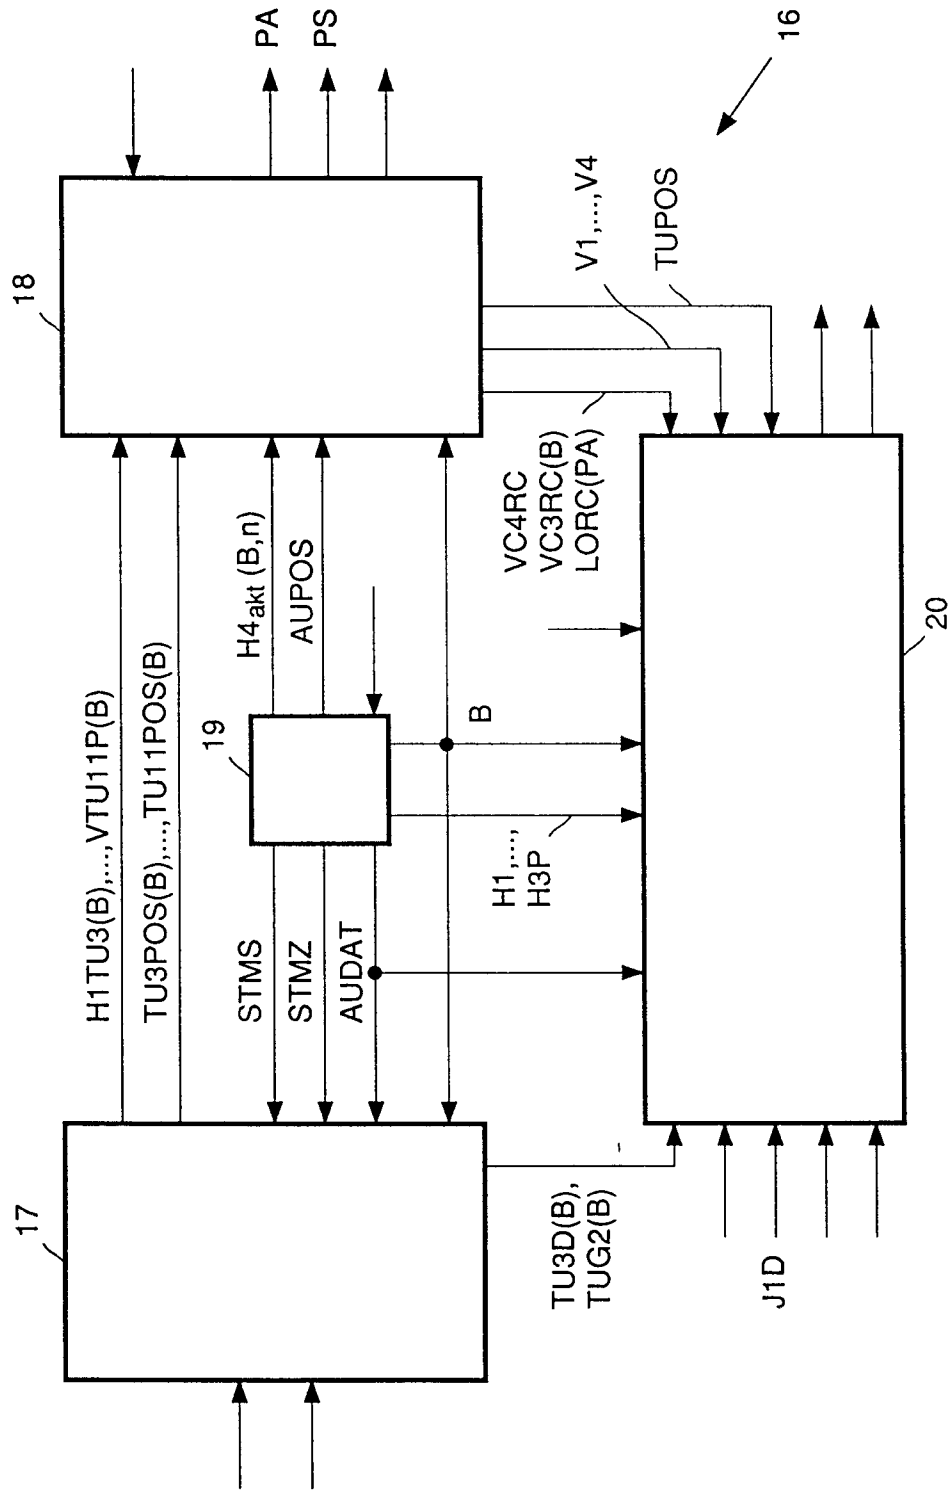 16
17
18
19
20
H1TU3(B),...,VTU11P(B)
TU3POS(B),...,TU11POS(B)
STMS
STMZ
AUDAT
H4akt (B,n)
AUPOS
B
PA
PS
H1,...,
H3P
VC4RC
VC3RC(B)
LORC(PA)
V1,...,V4
TUPOS
TU3D(B),
TUG2(B)
J1D